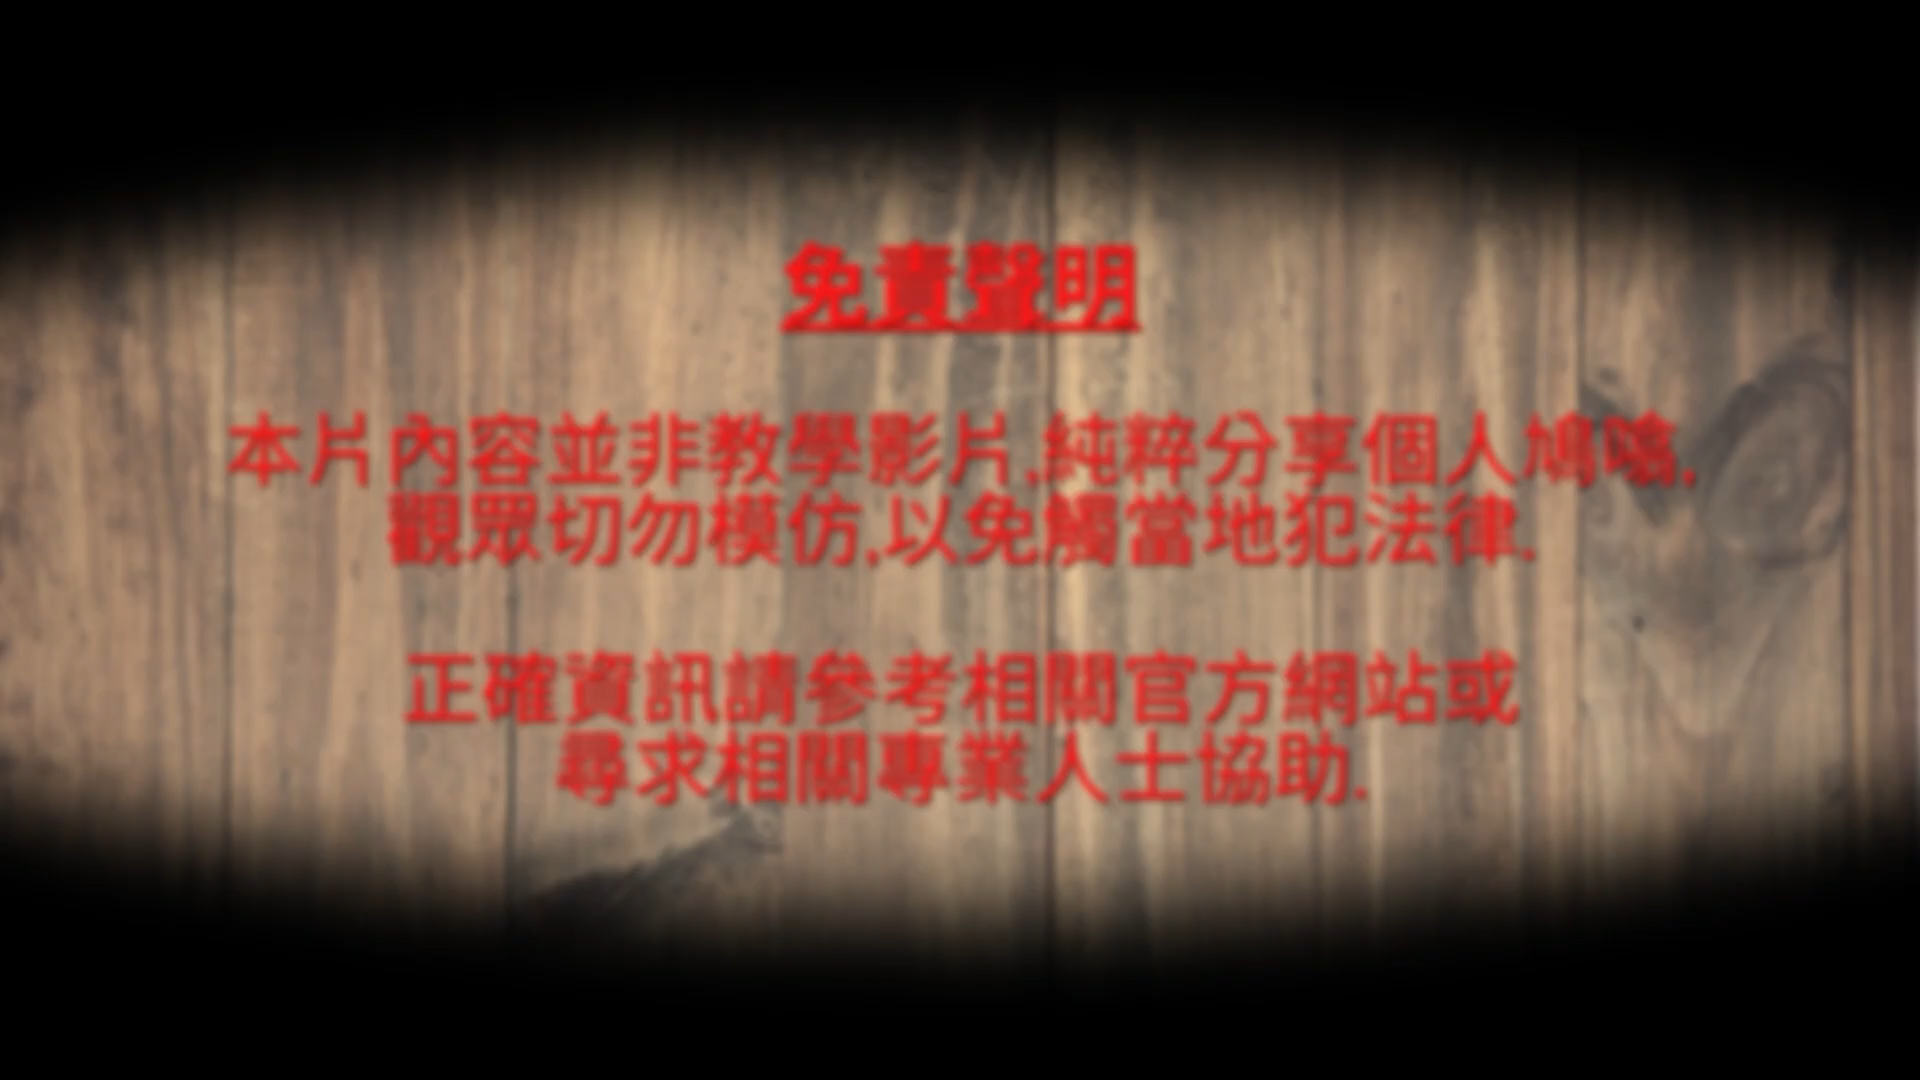 免責聲明
本片內容並非教學影片,純粹分享個人鳩噏,
觀眾切勿模仿,以免觸當地犯法律.
正確資訊請參考相關官方網站或
尋求相關專業人士協助.